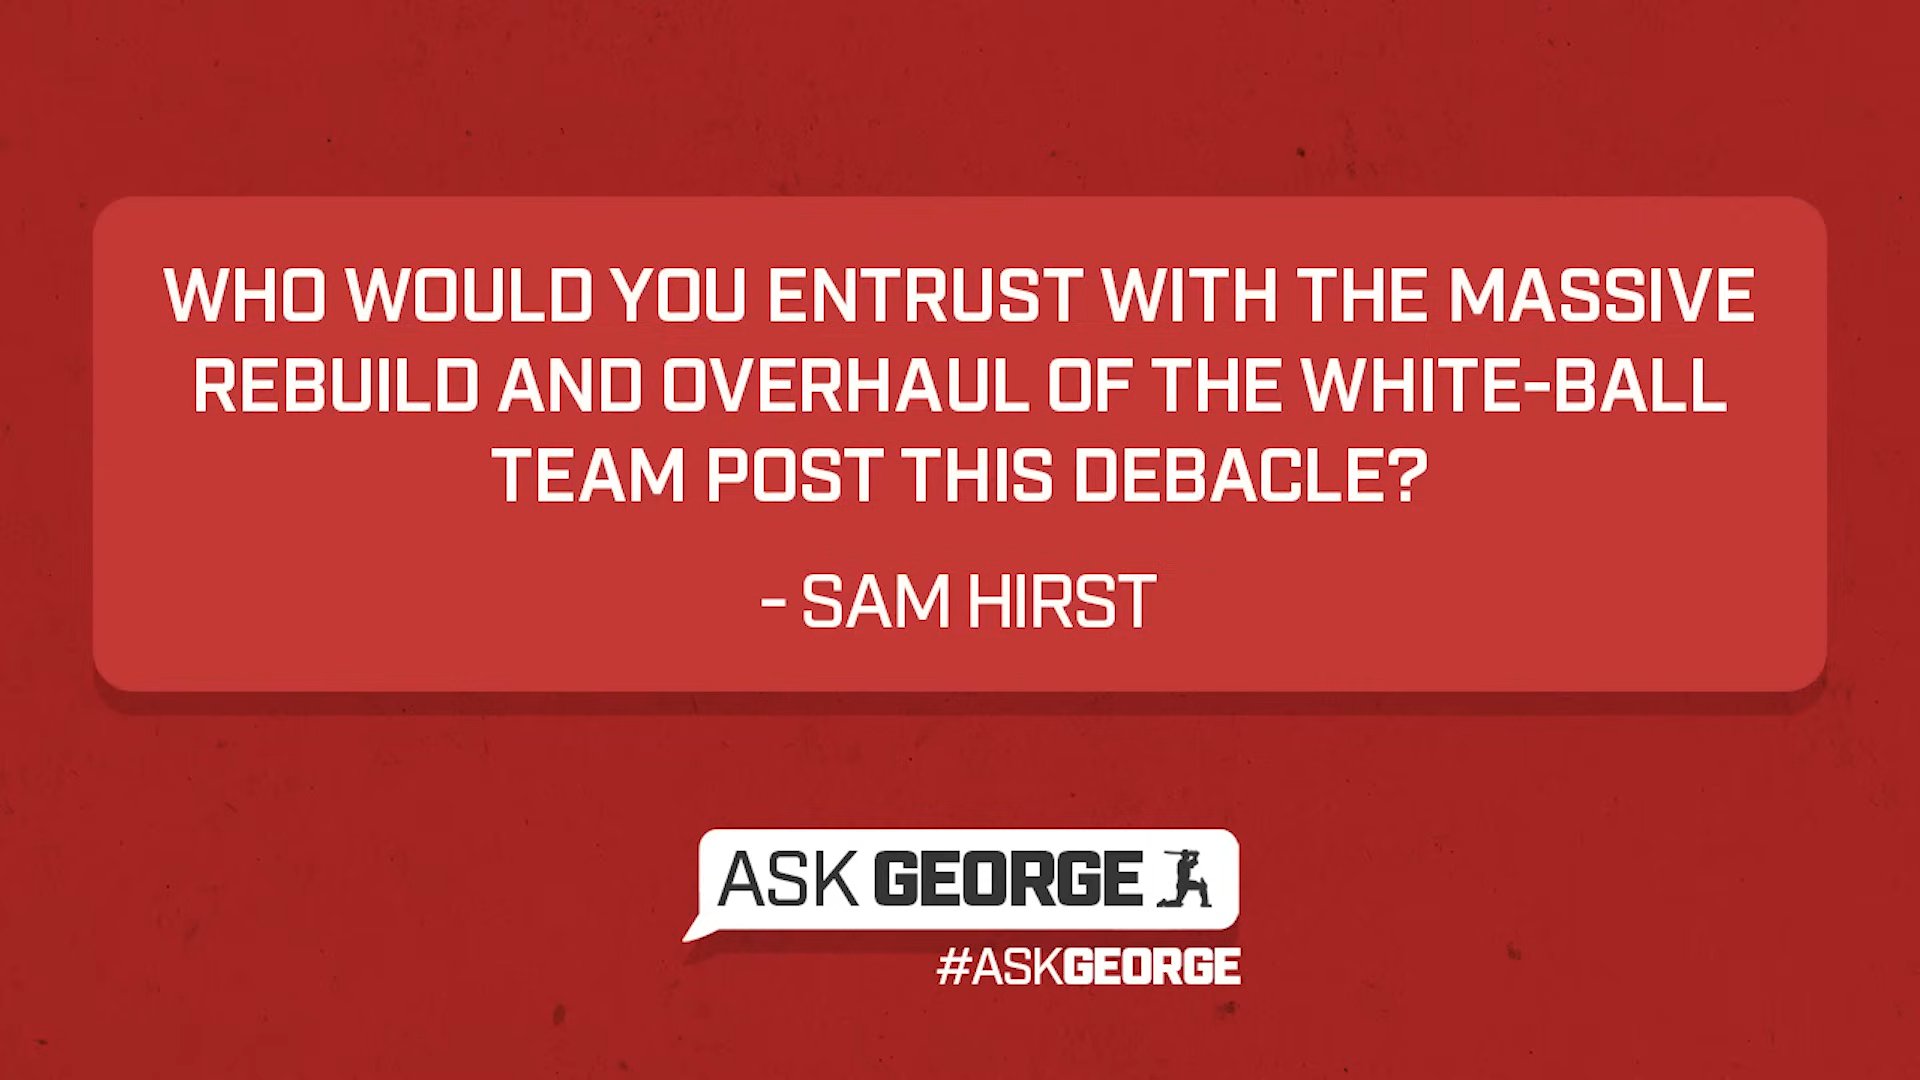 WHO WOULD YOU ENTRUST WITH THE MASSIVE
REBUILD AND OVERHAUL OF THE WHITE-BALL
TEAM POST THIS DEBACLE?
- SAM HIRST
ASK GEORGE
#ASKGEORGE